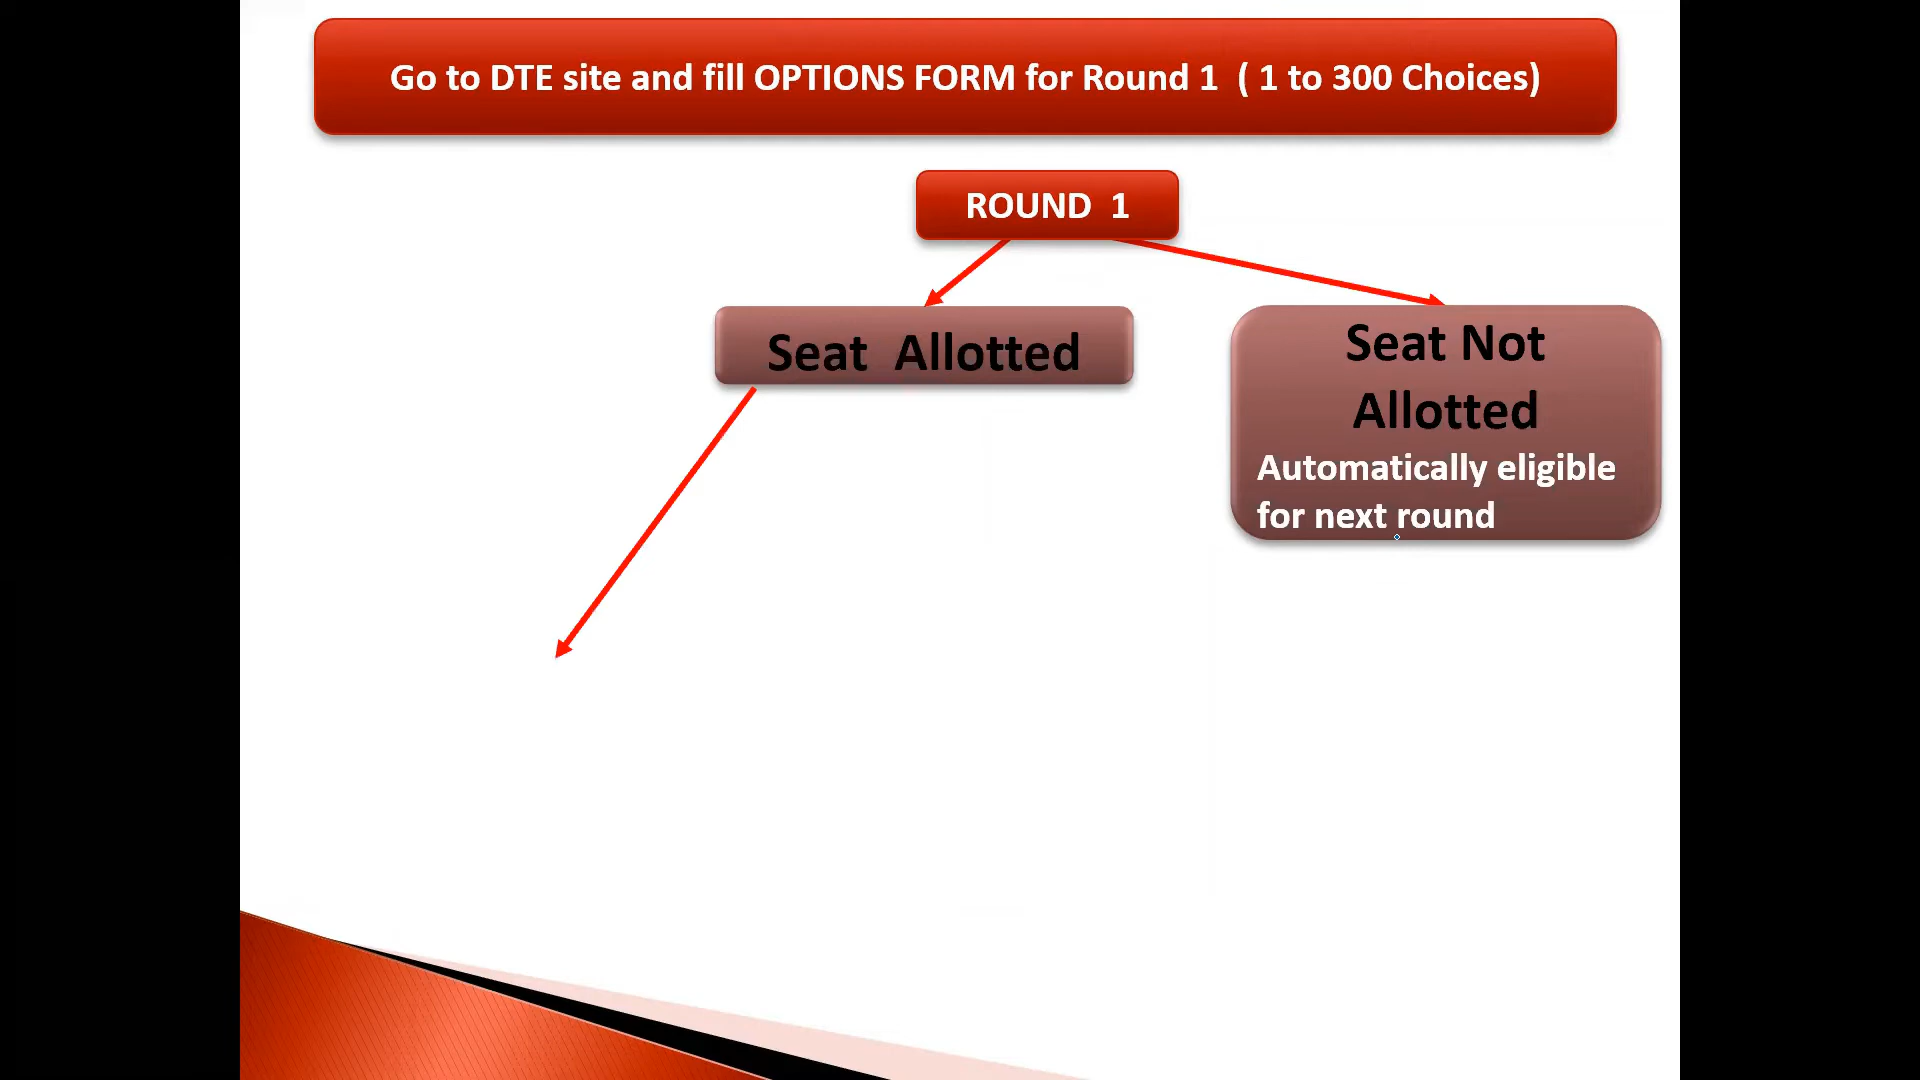 Go to DTE site and fill OPTIONS FORM for Round 1 ( 1 to 300 Choices)
ROUND 1
Seat Allotted
Seat Not
Allotted
Automatically eligible
for next round